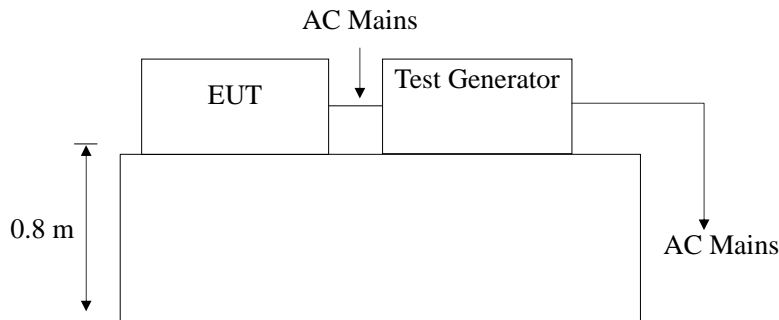 AC Mains
EUT
Test Generator
0.8 m
AC Mains